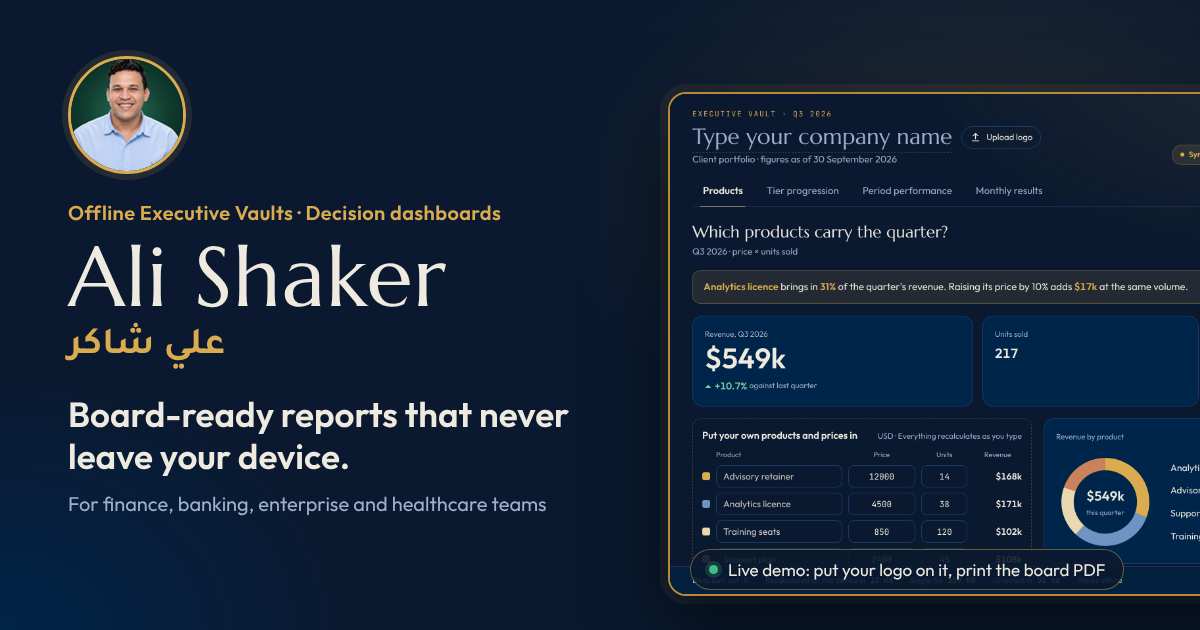 Offline Executive Vaults · Decision dashboards
Ali Shaker
علي شاكر
Board-ready reports that never
leave your device.
For finance, banking, enterprise and healthcare teams
EXECUTIVE VAULT · Q3 2026
Type your company name
Upload logo
Client portfolio · figures as of 30 September 2026
Products Tier progression Period performance Monthly results
Which products carry the quarter?
Q3 2026 · price × units sold
Analytics licence brings in 31% of the quarter's revenue. Raising its price by 10% adds $17k at the same volume.
Revenue, Q3 2026
$549k
+10.7% against last quarter
Units sold
217
Put your own products and prices in USD · Everything recalculates as you type
Product Price Units Revenue
Advisory retainer 12000 14 $168k
Analytics licence 4500 38 $171k
Training seats 850 120 $102k
Support plan 2400 45 $108k
Revenue by product
$549k
this quarter
Live demo: put your logo on it, print the board PDF